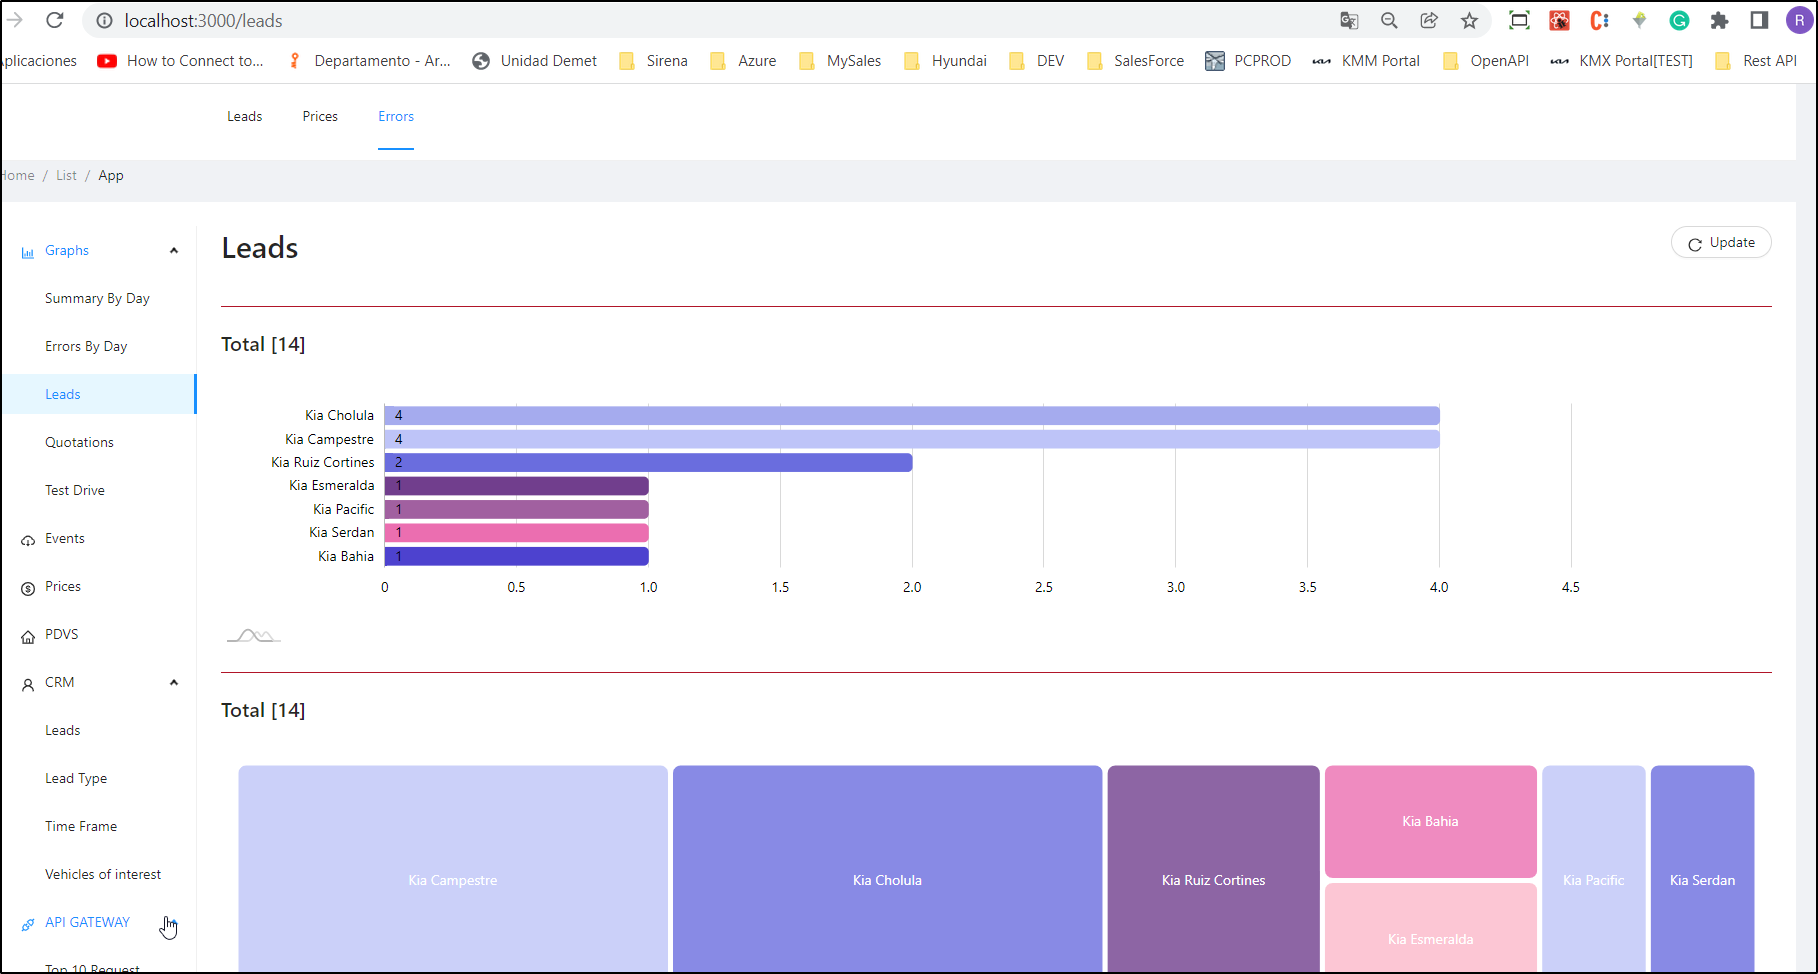 localhost:3000/leads
plicaciones How to Connect to... Departamento - Ar... Unidad Demet Sirena Azure MySales Hyundai DEV SalesForce PCPROD KMM Portal OpenAPI KMX Portal[TEST] Rest API
Leads Prices Errors
Home / List / App
Graphs
Summary By Day
Errors By Day
Leads
Quotations
Test Drive
Events
Prices
PDVS
CRM
Leads
Lead Type
Time Frame
Vehicles of interest
API GATEWAY
Top 10 Request
Leads
Update
Total [14]
Kia Cholula 4
Kia Campestre 4
Kia Ruiz Cortines 2
Kia Esmeralda 1
Kia Pacific 1
Kia Serdan 1
Kia Bahia 1
0 0.5 1.0 1.5 2.0 2.5 3.0 3.5 4.0 4.5
Total [14]
Kia Campestre
Kia Cholula
Kia Ruiz Cortines
Kia Bahia
Kia Esmeralda
Kia Pacific
Kia Serdan
R